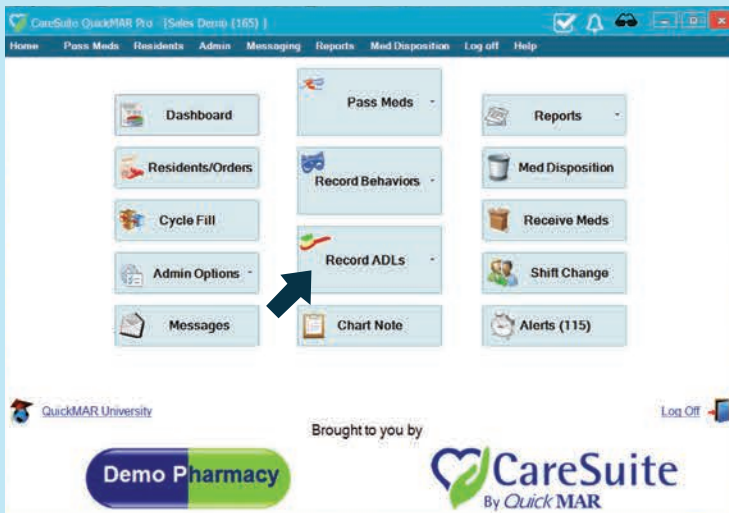 CareSuite QuickMAR Pro [Sales Demo (165) ]
Home Pass Meds Residents Admin Messaging Reports Med Disposition Log off Help
Dashboard
Pass Meds
Reports
Residents/Orders
Record Behaviors
Med Disposition
Cycle Fill
Receive Meds
Record ADLs
Admin Options
Shift Change
Messages
Chart Note
Alerts (115)
QuickMAR University
Log Off
Brought to you by
Demo Pharmacy
CareSuite
By QuickMAR